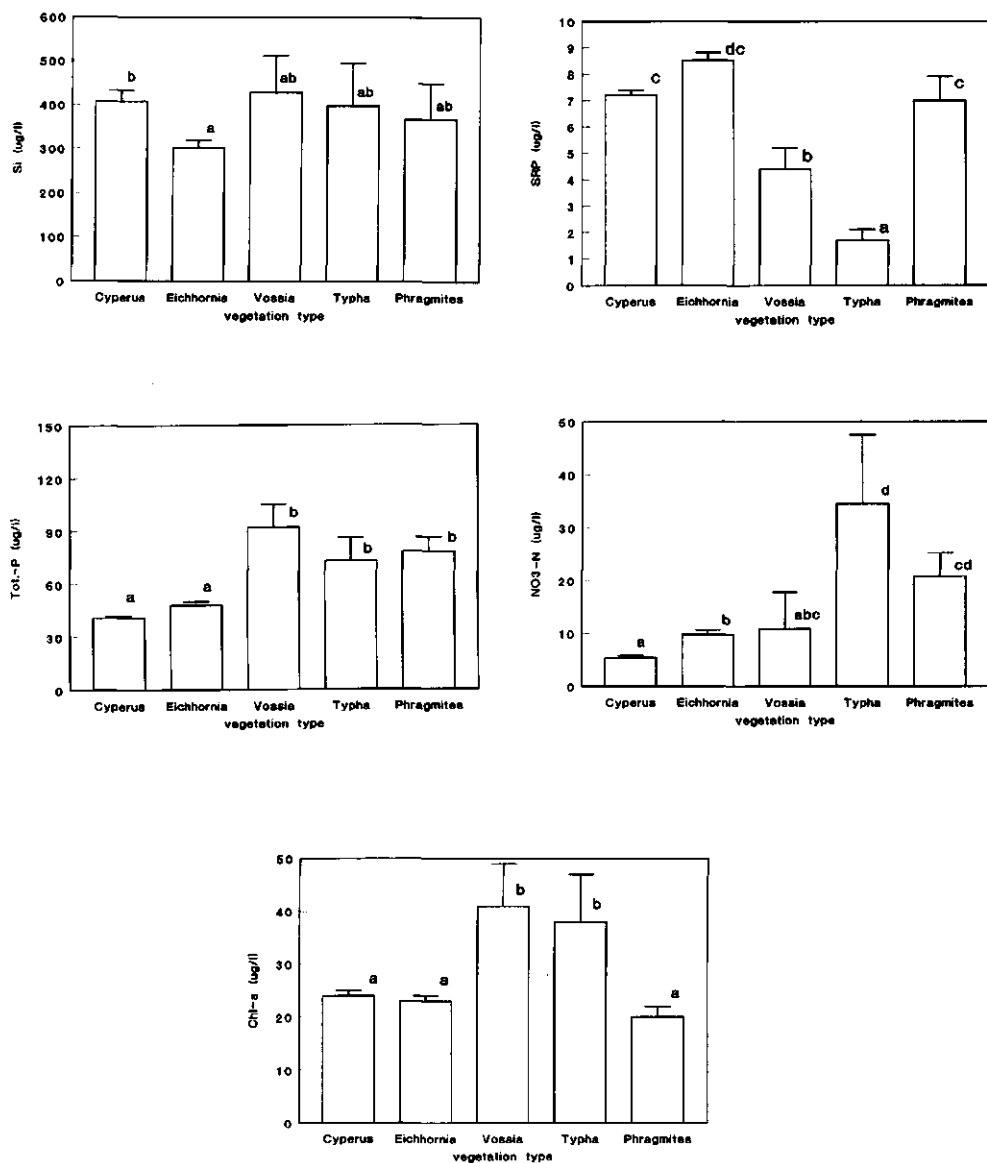 600
500
400
300
200
100
0
Si (ug/l)
b
a
ab
ab
ab
Cyperus Eichhornia Vossia Typha Phragmites
vegetation type
10
9
8
7
6
5
4
3
2
1
0
SRP (ug/l)
c
dc
b
a
c
Cyperus Eichhornia Vossia Typha Phragmites
vegetation type
150
120
90
60
30
0
Tot.-P (ug/l)
a
a
b
b
b
Cyperus Eichhornia Vossia Typha Phragmites
vegetation type
50
40
30
20
10
0
NO3-N (ug/l)
a
b
abc
d
cd
Cyperus Eichhornia Vossia Typha Phragmites
vegetation type
50
40
30
20
10
0
Chl-a (ug/l)
a
a
b
b
a
Cyperus Eichhornia Vossia Typha Phragmites
vegetation type